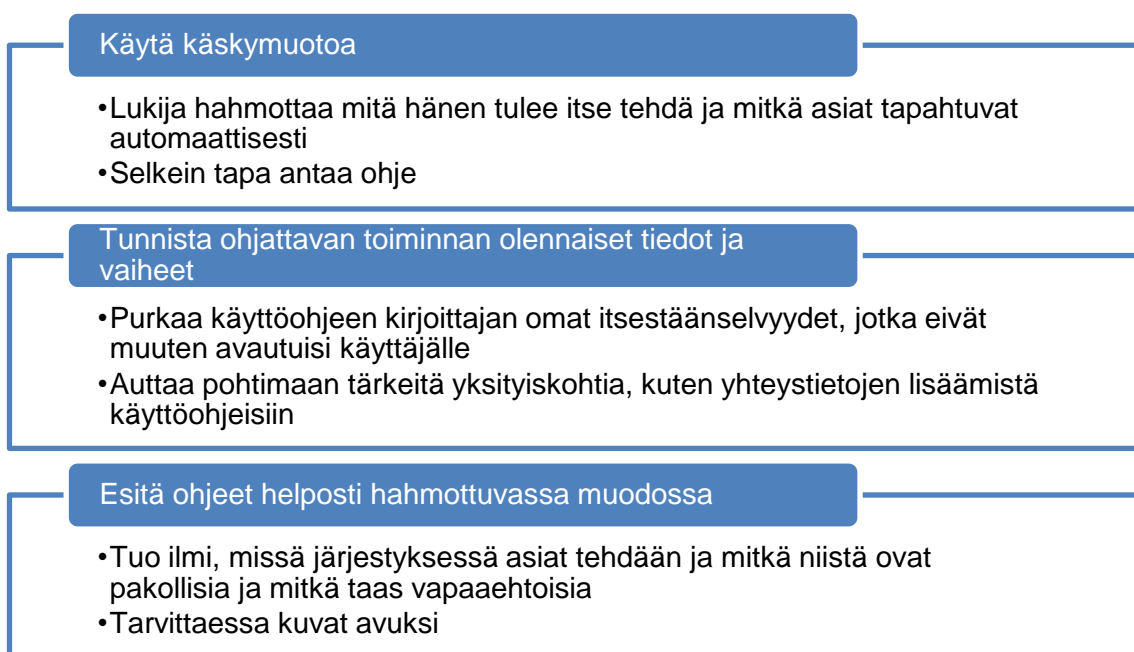 Käytä käskymuotoa
•Lukija hahmottaa mitä hänen tulee itse tehdä ja mitkä asiat tapahtuvat
automaattisesti
•Selkein tapa antaa ohje
Tunnista ohjattavan toiminnan olennaiset tiedot ja
vaiheet
•Purkaa käyttöohjeen kirjoittajan omat itsestäänselvyydet, jotka eivät
muuten avautuisi käyttäjälle
•Auttaa pohtimaan tärkeitä yksityiskohtia, kuten yhteystietojen lisäämistä
käyttöohjeisiin
Esitä ohjeet helposti hahmottuvassa muodossa
•Tuo ilmi, missä järjestyksessä asiat tehdään ja mitkä niistä ovat
pakollisia ja mitkä taas vapaaehtoisia
•Tarvittaessa kuvat avuksi